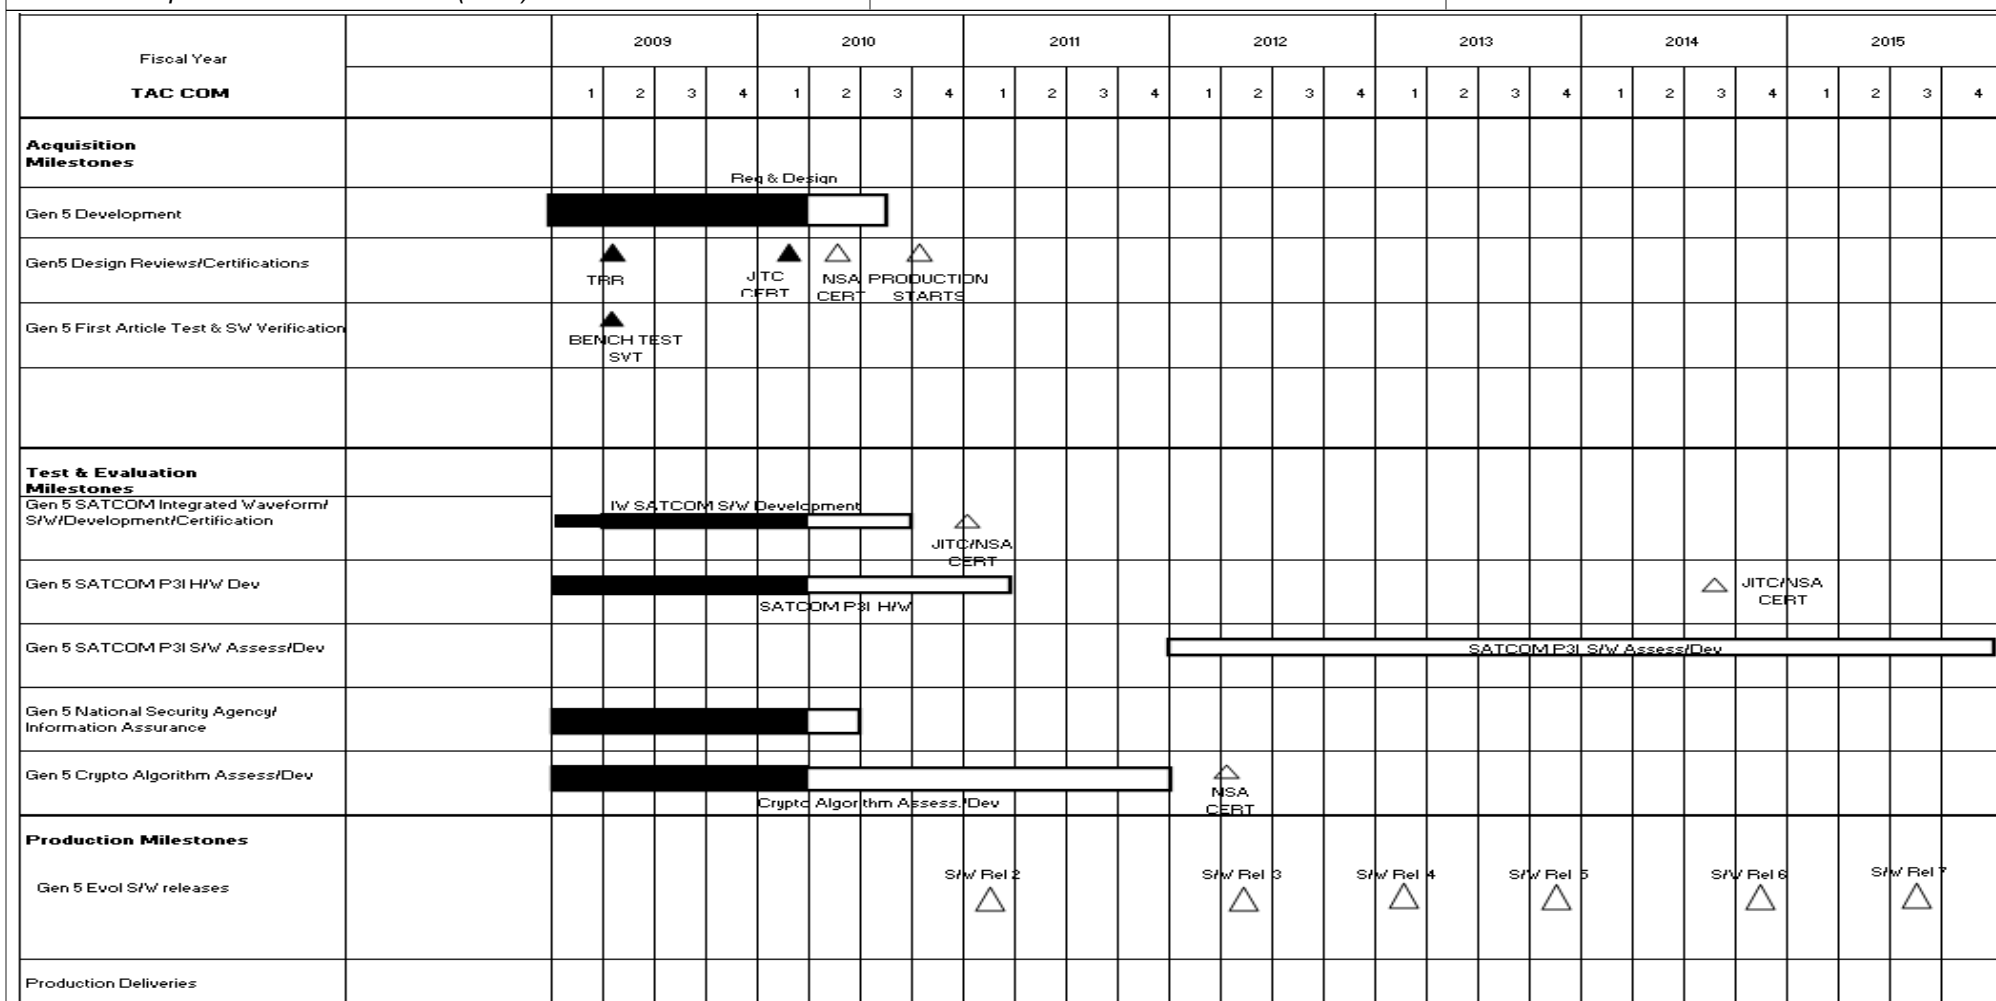 2009 2010 2011 2012 2013 2014 2015
Fiscal Year
TAC COM
1 2 3 4 1 2 3 4 1 2 3 4 1 2 3 4 1 2 3 4 1 2 3 4 1 2 3 4
Acquisition
Milestones
Req & Design
Gen 5 Development
Gen5 Design Reviews/Certifications
TRR
JITC
CERT
NSA
CERT
PRODUCTION
STARTS
Gen 5 First Article Test & SW Verification
BENCH TEST
SVT
Test & Evaluation
Milestones
Gen 5 SATCOM Integrated Waveform/
S/W/Development/Certification
IW SATCOM S/W Development
JITC/NSA
CERT
Gen 5 SATCOM P3I H/W Dev
SATCOM P3I H/W
JITC/NSA
CERT
Gen 5 SATCOM P3I S/W Assess/Dev
SATCOM P3I S/W Assess/Dev
Gen 5 National Security Agency/
Information Assurance
Gen 5 Crypto Algorithm Assess/Dev
Crypto Algorithm Assess./Dev
NSA
CERT
Production Milestones
Gen 5 Evol S/W releases
S/W Rel 2
S/W Rel 3
S/W Rel 4
S/W Rel 5
S/W Rel 6
S/W Rel 7
Production Deliveries